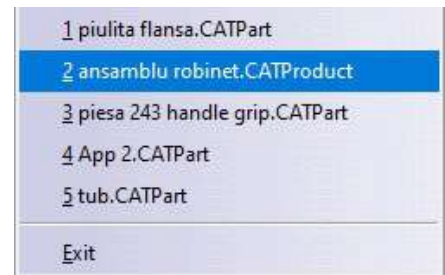 1 piulita flansa.CATPart
2 ansamblu robinet.CATProduct
3 piesa 243 handle grip.CATPart
4 App 2.CATPart
5 tub.CATPart
Exit